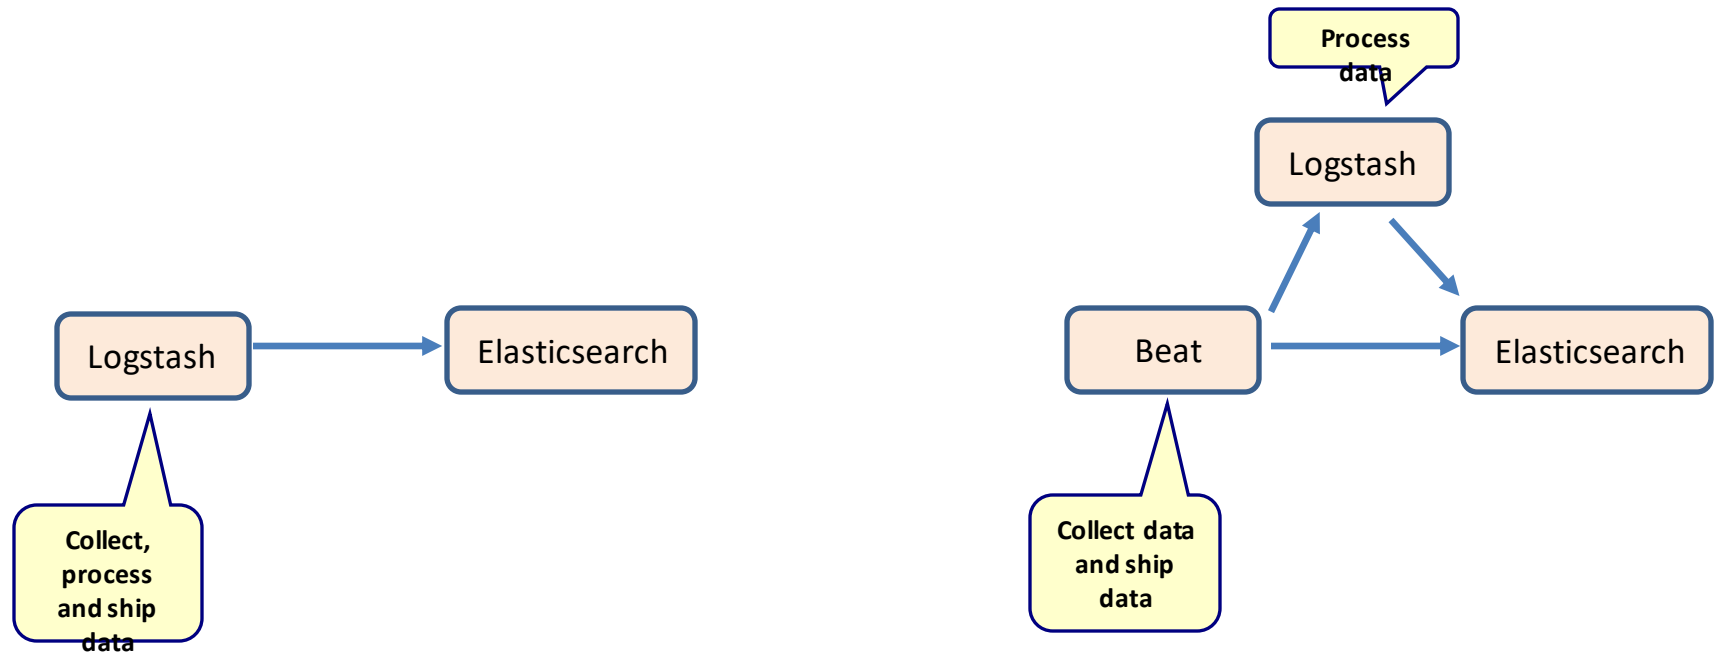 Logstash
Elasticsearch
Collect,
process
and ship
data
Process
data
Logstash
Beat
Elasticsearch
Collect data
and ship
data